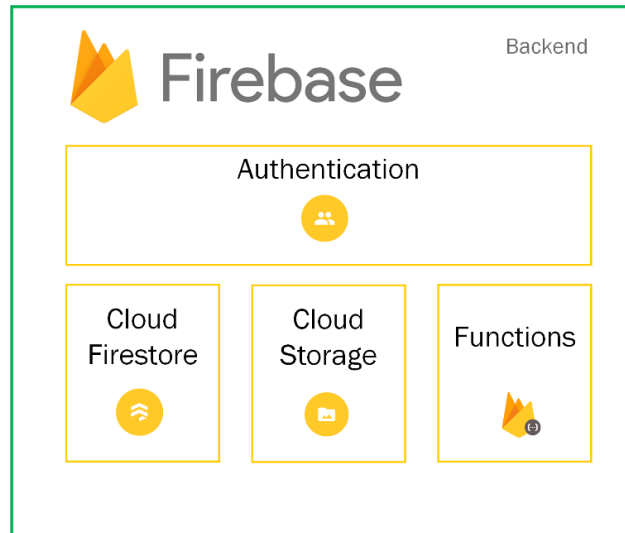 Backend
Firebase
Authentication
Cloud
Firestore
Cloud
Storage
Functions